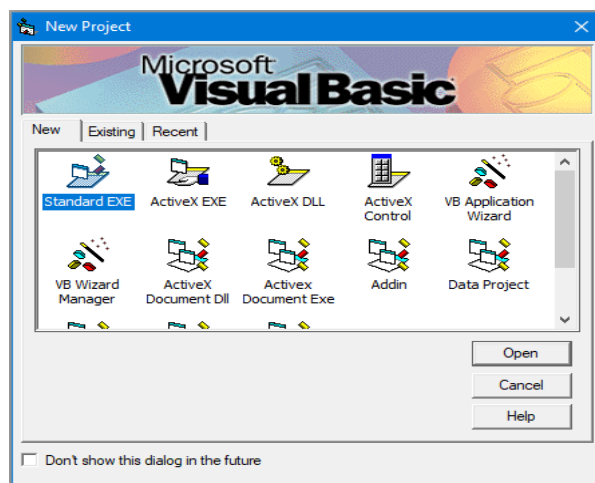 New Project
Microsoft
Visual Basic
New Existing Recent
Standard EXE ActiveX EXE ActiveX DLL ActiveX Control VB Application Wizard
VB Wizard Manager ActiveX Document Dll Activex Document Exe Addin Data Project
Open
Cancel
Help
Don't show this dialog in the future